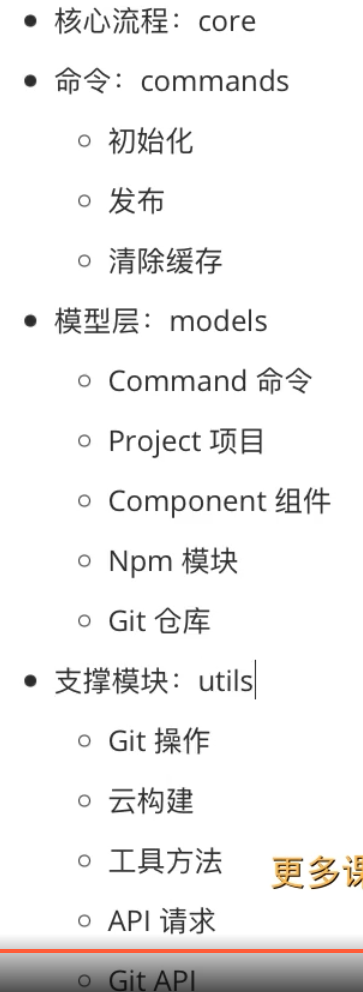 核心流程：core
命令：commands
初始化
发布
清除缓存
模型层：models
Command 命令
Project 项目
Component 组件
Npm 模块
Git 仓库
支撑模块：utils
Git 操作
云构建
工具方法
更多课
API 请求
Git API